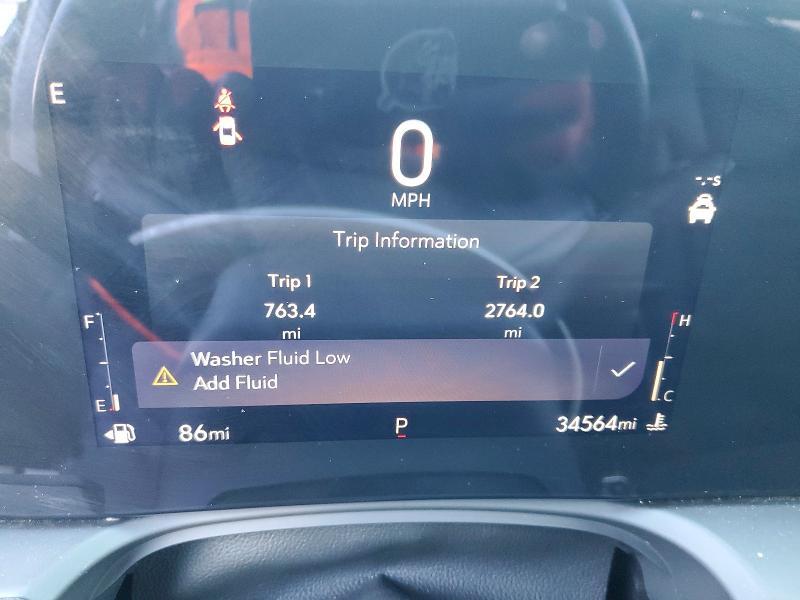 E
0
MPH
-.-s
Trip Information
Trip 1 Trip 2
763.4 2764.0
mi mi
F H
Washer Fluid Low
Add Fluid
E C
86mi P 34564mi